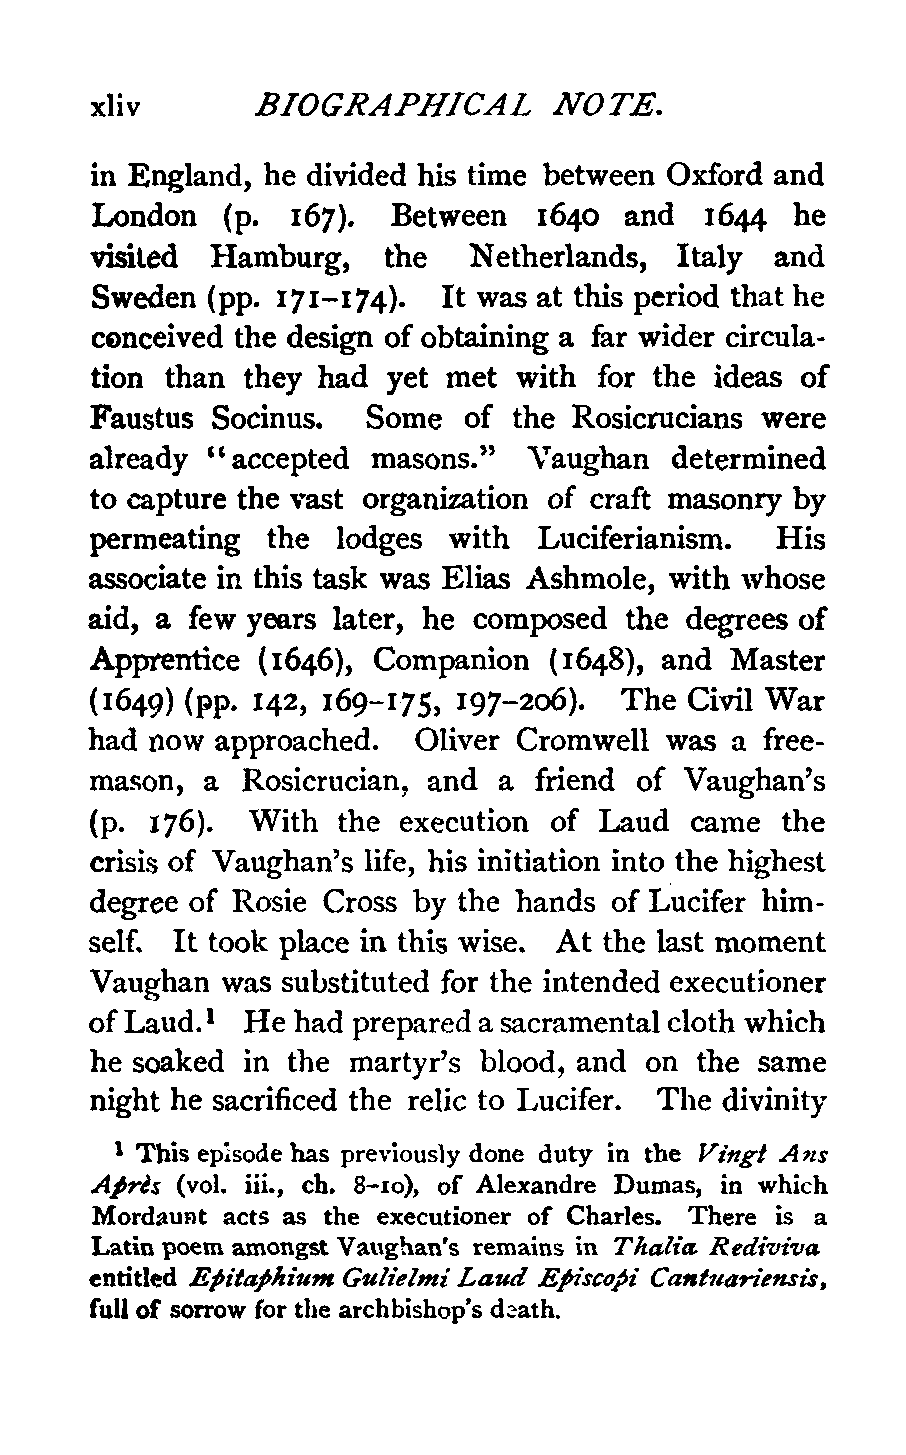 xliv BIOGRAPHICAL NOTE.
in England, he divided his time between Oxford and
London (p. 167). Between 1640 and 1644 he
visited Hamburg, the Netherlands, Italy and
Sweden (pp. 171–174). It was at this period that he
conceived the design of obtaining a far wider circula-
tion than they had yet met with for the ideas of
Faustus Socinus. Some of the Rosicrucians were
already "accepted masons." Vaughan determined
to capture the vast organization of craft masonry by
permeating the lodges with Luciferianism. His
associate in this task was Elias Ashmole, with whose
aid, a few years later, he composed the degrees of
Apprentice (1646), Companion (1648), and Master
(1649) (pp. 142, 169–175, 197–206). The Civil War
had now approached. Oliver Cromwell was a free-
mason, a Rosicrucian, and a friend of Vaughan's
(p. 176). With the execution of Laud came the
crisis of Vaughan's life, his initiation into the highest
degree of Rosie Cross by the hands of Lucifer him-
self. It took place in this wise. At the last moment
Vaughan was substituted for the intended executioner
of Laud.¹ He had prepared a sacramental cloth which
he soaked in the martyr's blood, and on the same
night he sacrificed the relic to Lucifer. The divinity
¹ This episode has previously done duty in the Vingt Ans
Après (vol. iii., ch. 8–10), of Alexandre Dumas, in which
Mordaunt acts as the executioner of Charles. There is a
Latin poem amongst Vaughan's remains in Thalia Rediviva
entitled Epitaphium Gulielmi Laud Episcopi Cantuariensis,
full of sorrow for the archbishop's death.